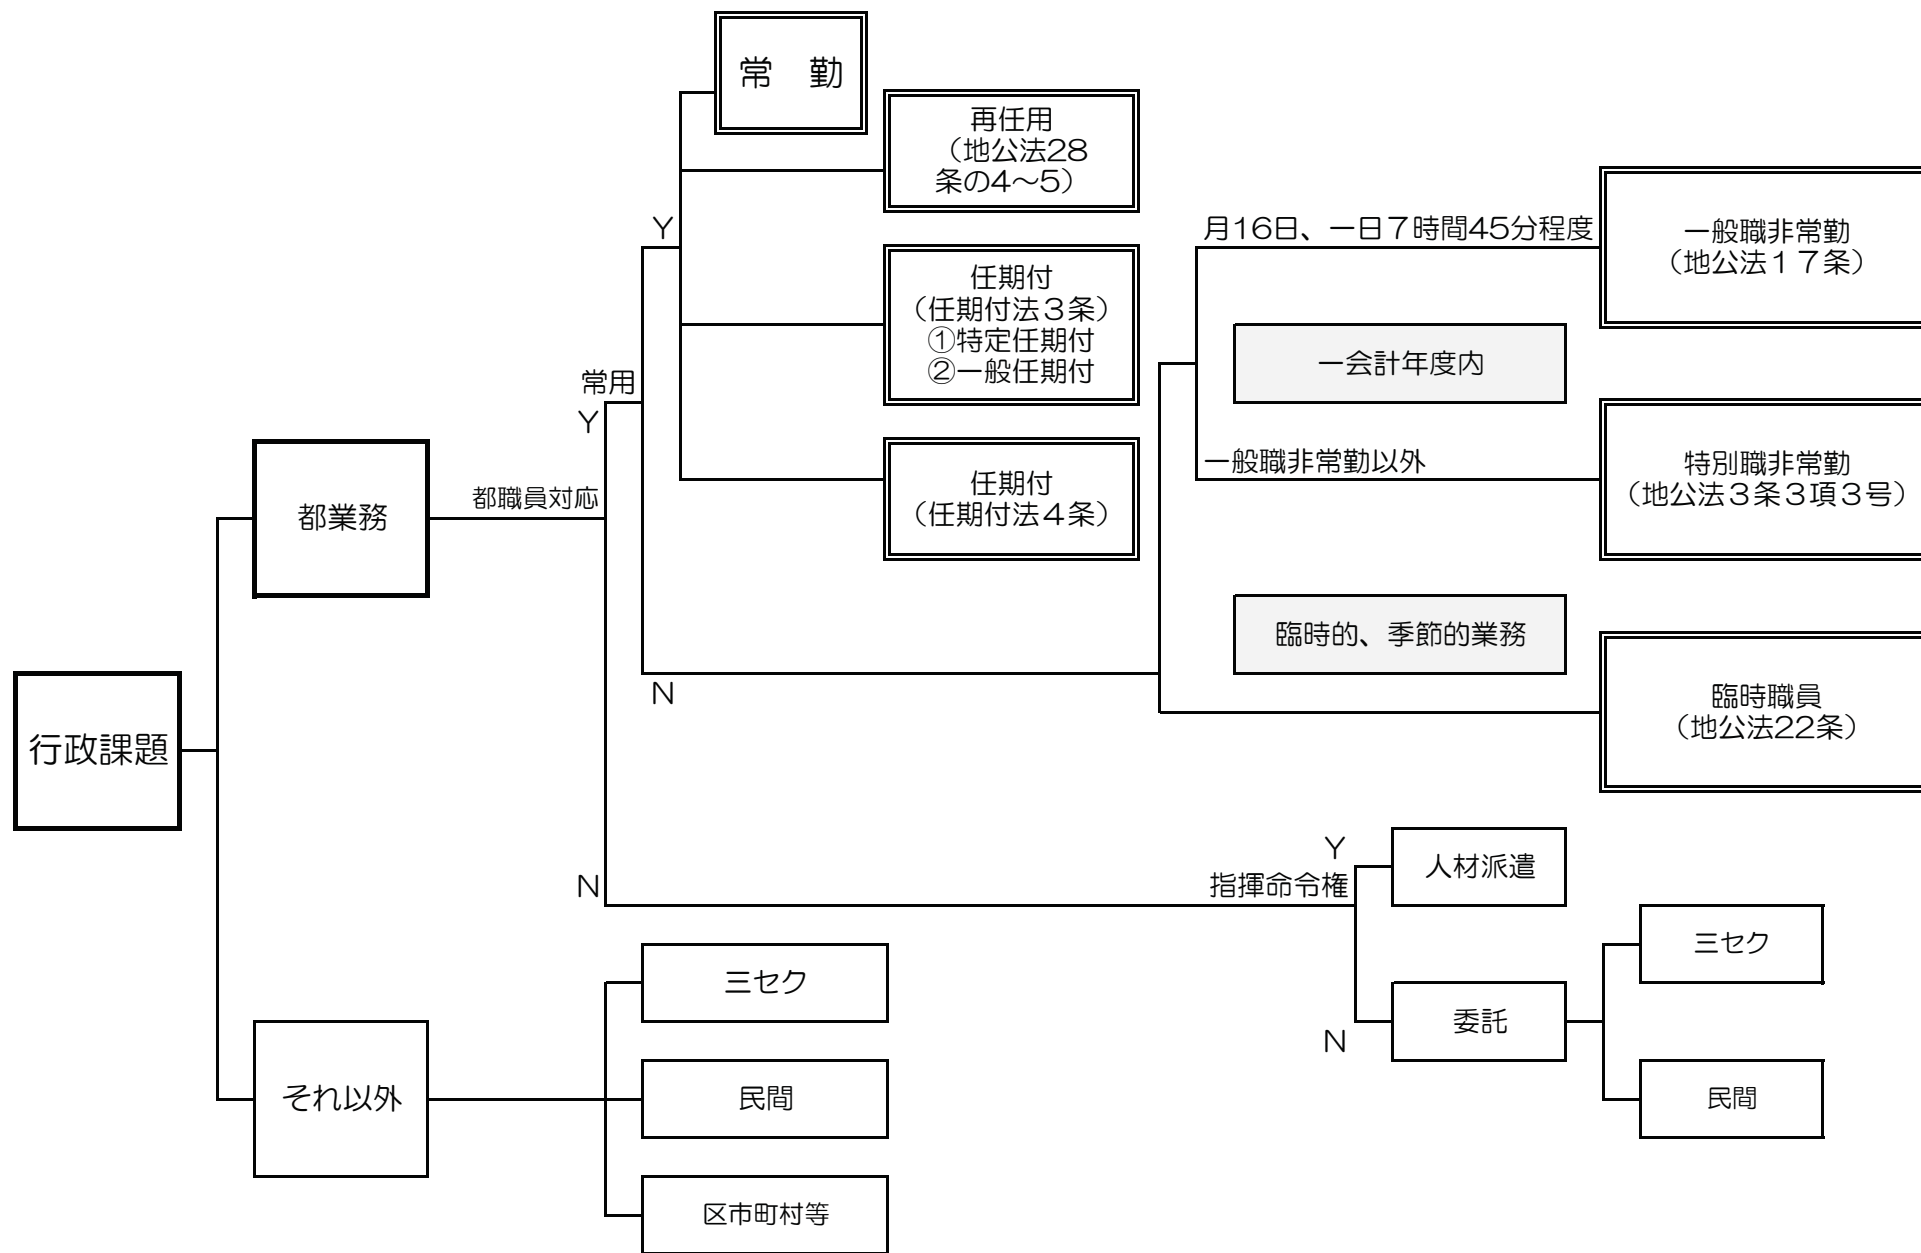 常　勤
再任用
（地公法28
条の4～5）
Y
月16日、一日７時間45分程度
一般職非常勤
（地公法１７条）
任期付
（任期付法３条）
①特定任期付
②一般任期付
一会計年度内
常用
Y
一般職非常勤以外
特別職非常勤
（地公法３条３項３号）
任期付
（任期付法４条）
都職員対応
都業務
臨時的、季節的業務
N
臨時職員
（地公法22条）
行政課題
Y
人材派遣
指揮命令権
N
三セク
三セク
委託
N
それ以外
民間
民間
区市町村等